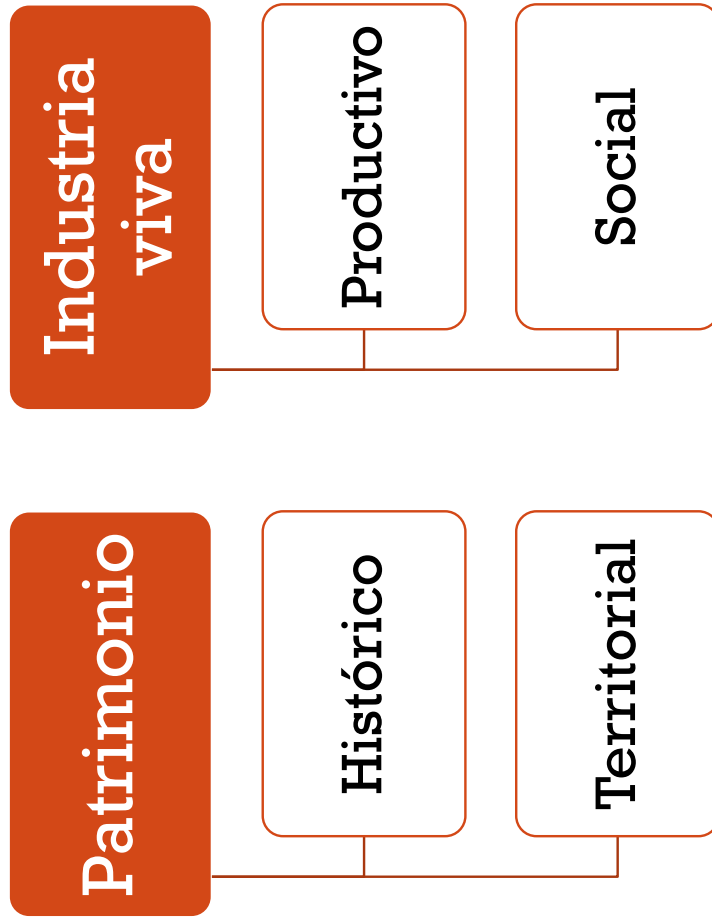 Patrimonio
Histórico
Territorial
Industria
viva
Productivo
Social